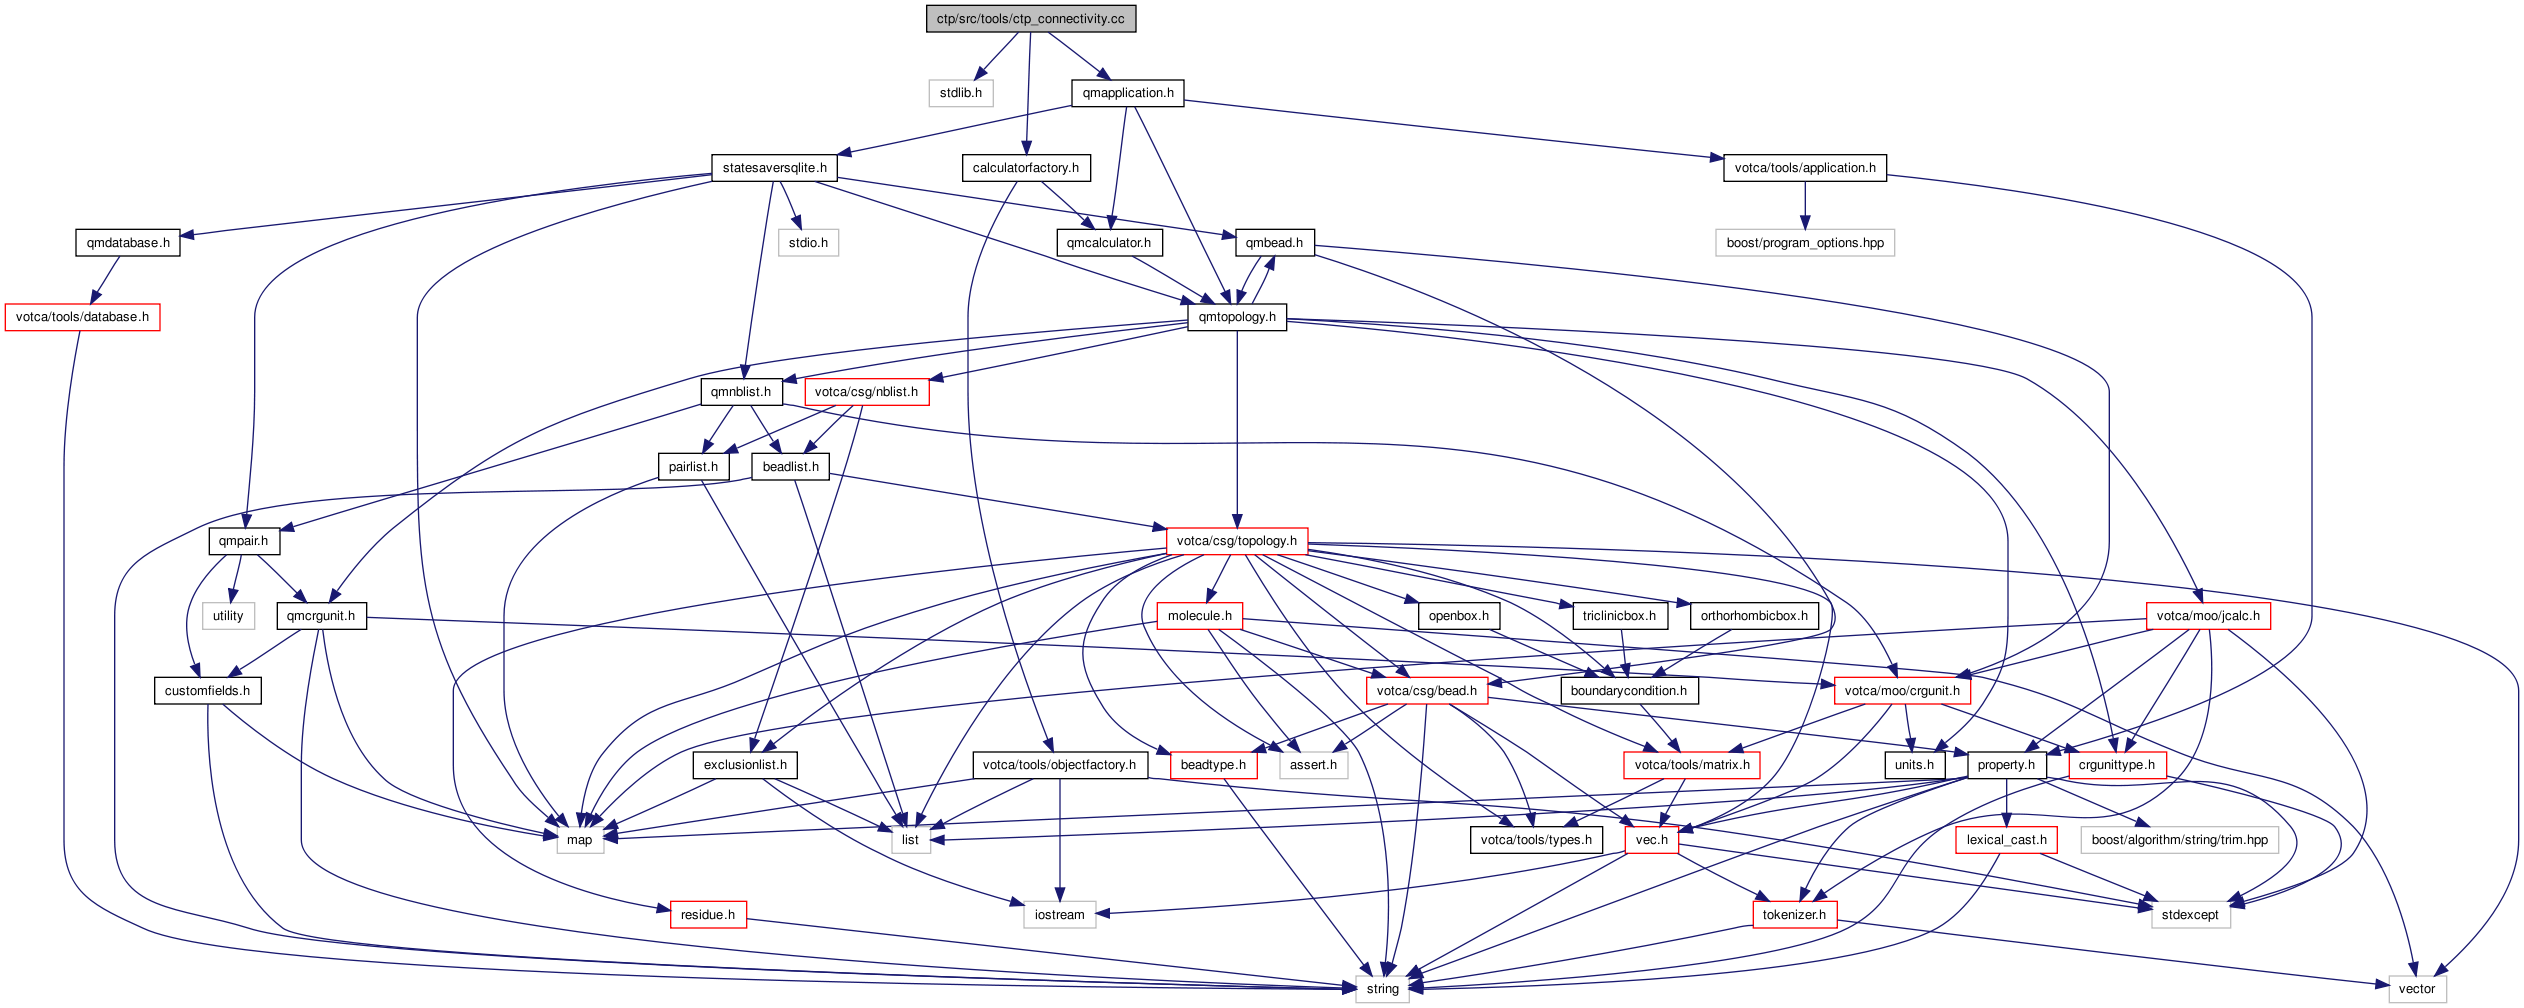 ctp/src/tools/ctp_connectivity.cc
stdlib.h
qmapplication.h
statesaversqlite.h
calculatorfactory.h
votca/tools/application.h
qmdatabase.h
stdio.h
qmcalculator.h
qmbead.h
boost/program_options.hpp
votca/tools/database.h
qmtopology.h
qmnblist.h
votca/csg/nblist.h
pairlist.h
beadlist.h
qmpair.h
votca/csg/topology.h
utility
qmcrgunit.h
molecule.h
openbox.h
triclinicbox.h
orthorhombicbox.h
votca/moo/jcalc.h
customfields.h
votca/csg/bead.h
boundarycondition.h
votca/moo/crgunit.h
exclusionlist.h
votca/tools/objectfactory.h
beadtype.h
assert.h
votca/tools/matrix.h
units.h
property.h
crgunittype.h
map
list
votca/tools/types.h
vec.h
lexical_cast.h
boost/algorithm/string/trim.hpp
residue.h
iostream
tokenizer.h
stdexcept
string
vector